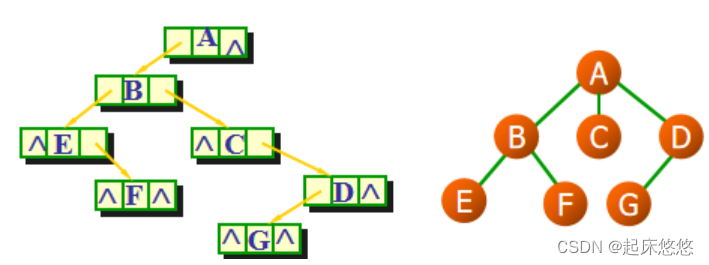 A ^
B
^ E
^ C
^ F ^
D ^
^ G ^
A
B C D
E F G
CSDN @起床悠悠